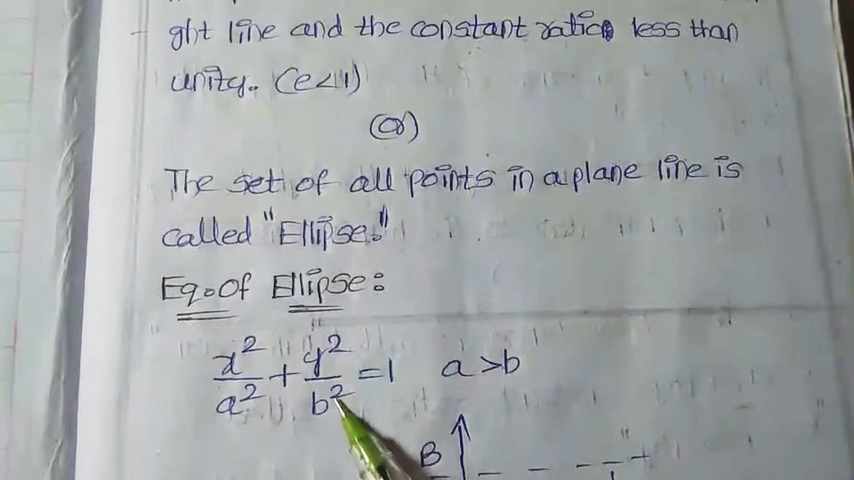 ght line and the constant ratio less than
unity. (e<1)
(or)
The set of all points in a plane line is
called "Ellipse."
Eq. Of Ellipse:
x²/a² + y²/b² = 1 a>b
B